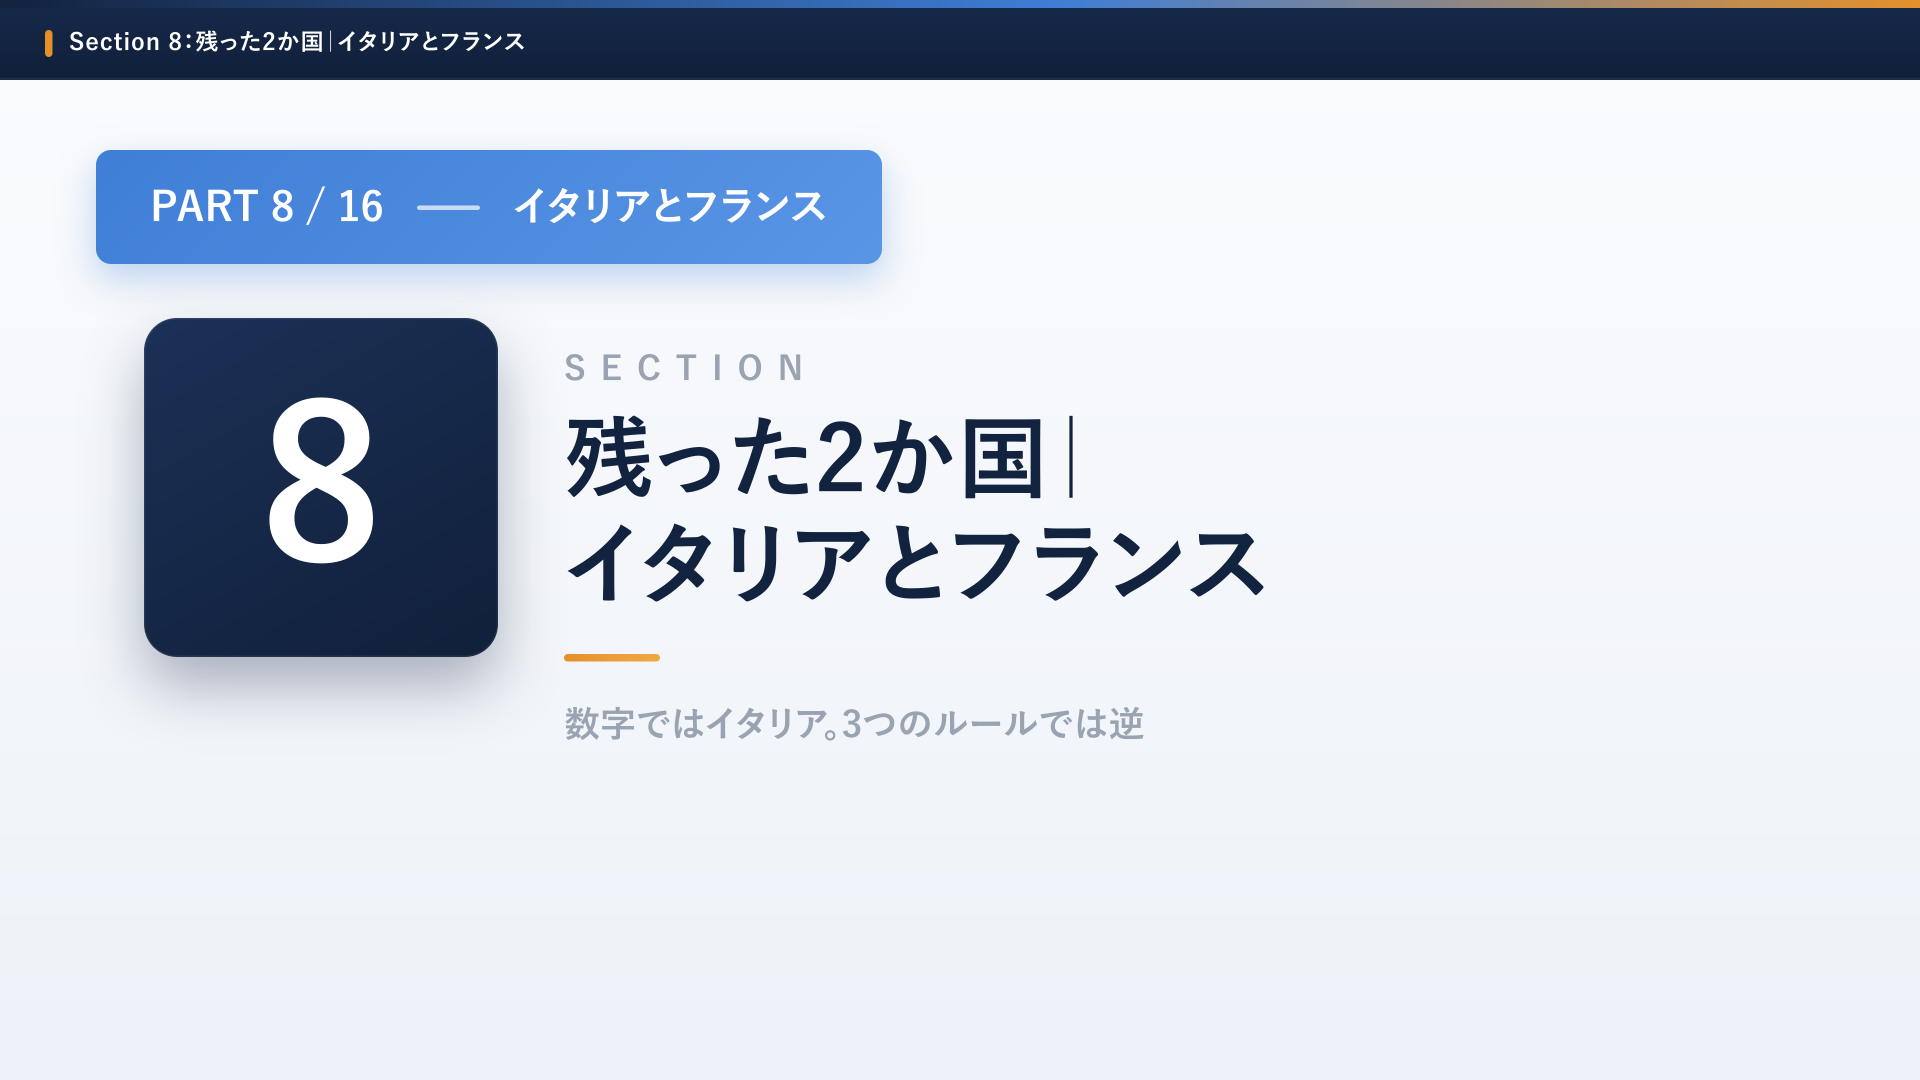 Section 8：残った2か国｜イタリアとフランス
PART 8 / 16 — イタリアとフランス
8
SECTION
残った2か国｜
イタリアとフランス
数字ではイタリア。3つのルールでは逆